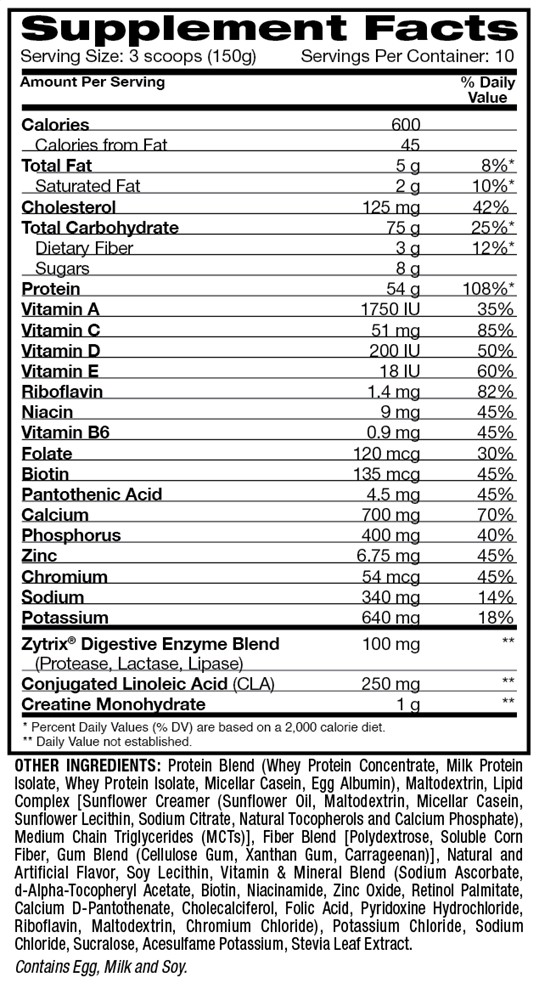 Supplement Facts
Serving Size: 3 scoops (150g) Servings Per Container: 10
Amount Per Serving % Daily
Value
Calories 600
Calories from Fat 45
Total Fat 5 g 8%*
Saturated Fat 2 g 10%*
Cholesterol 125 mg 42%
Total Carbohydrate 75 g 25%*
Dietary Fiber 3 g 12%*
Sugars 8 g
Protein 54 g 108%*
Vitamin A 1750 IU 35%
Vitamin C 51 mg 85%
Vitamin D 200 IU 50%
Vitamin E 18 IU 60%
Riboflavin 1.4 mg 82%
Niacin 9 mg 45%
Vitamin B6 0.9 mg 45%
Folate 120 mcg 30%
Biotin 135 mcg 45%
Pantothenic Acid 4.5 mg 45%
Calcium 700 mg 70%
Phosphorus 400 mg 40%
Zinc 6.75 mg 45%
Chromium 54 mcg 45%
Sodium 340 mg 14%
Potassium 640 mg 18%
Zytrix® Digestive Enzyme Blend 100 mg **
(Protease, Lactase, Lipase)
Conjugated Linoleic Acid (CLA) 250 mg **
Creatine Monohydrate 1 g **
* Percent Daily Values (% DV) are based on a 2,000 calorie diet.
** Daily Value not established.
OTHER INGREDIENTS: Protein Blend (Whey Protein Concentrate, Milk Protein
Isolate, Whey Protein Isolate, Micellar Casein, Egg Albumin), Maltodextrin, Lipid
Complex [Sunflower Creamer (Sunflower Oil, Maltodextrin, Micellar Casein,
Sunflower Lecithin, Sodium Citrate, Natural Tocopherols and Calcium Phosphate),
Medium Chain Triglycerides (MCTs)], Fiber Blend [Polydextrose, Soluble Corn
Fiber, Gum Blend (Cellulose Gum, Xanthan Gum, Carrageenan)], Natural and
Artificial Flavor, Soy Lecithin, Vitamin & Mineral Blend (Sodium Ascorbate,
d-Alpha-Tocopheryl Acetate, Biotin, Niacinamide, Zinc Oxide, Retinol Palmitate,
Calcium D-Pantothenate, Cholecalciferol, Folic Acid, Pyridoxine Hydrochloride,
Riboflavin, Maltodextrin, Chromium Chloride), Potassium Chloride, Sodium
Chloride, Sucralose, Acesulfame Potassium, Stevia Leaf Extract.
Contains Egg, Milk and Soy.